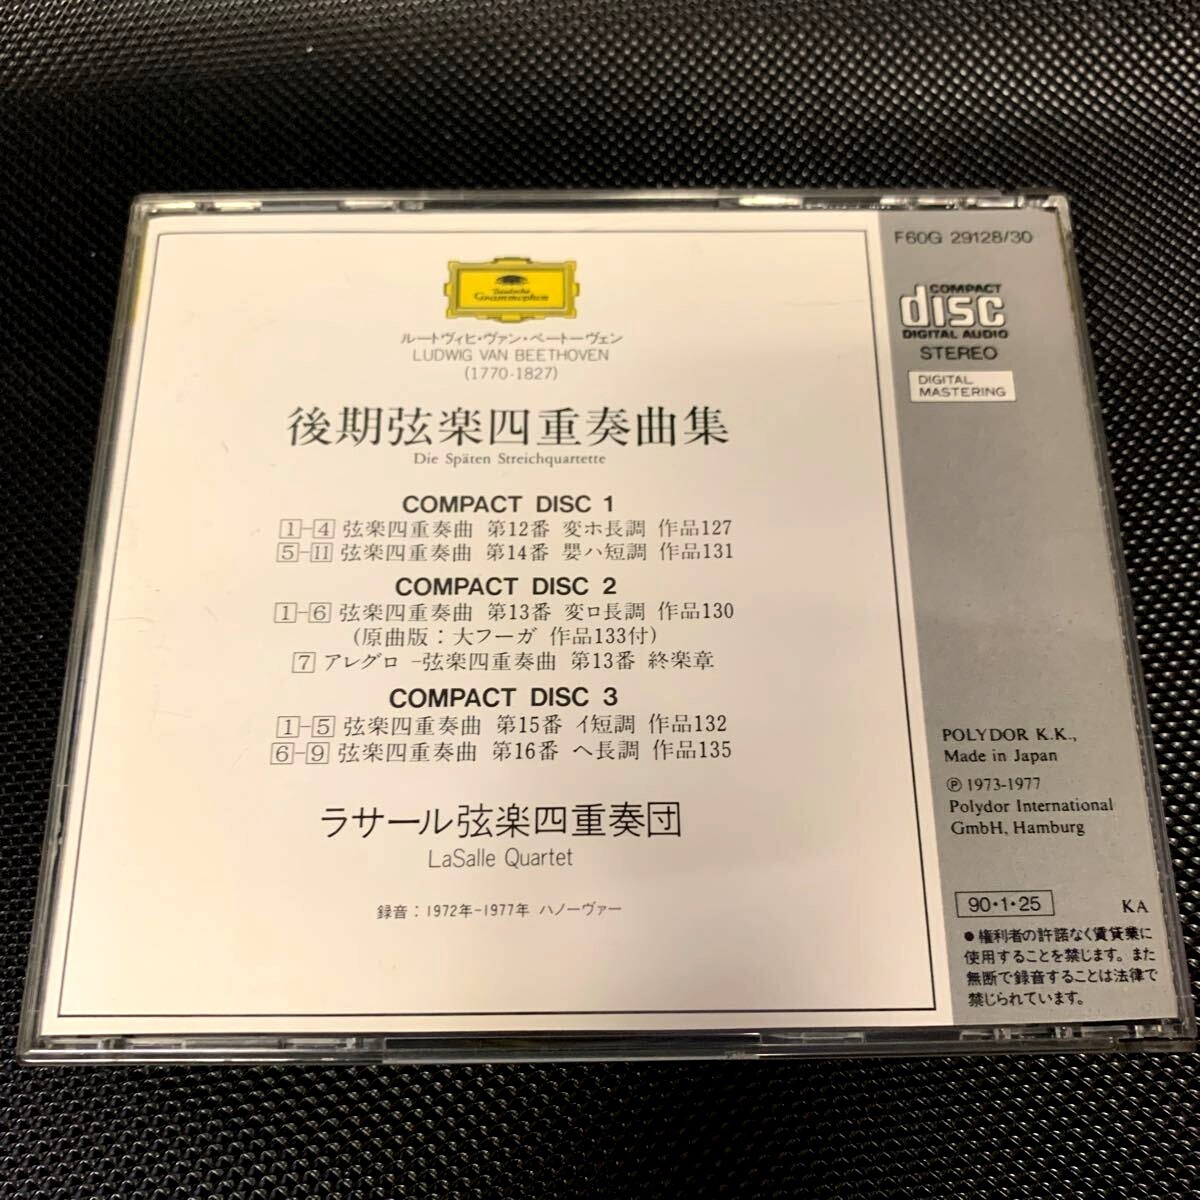 Deutsche
Grammophon
ルートヴィヒ・ヴァン・ベートーヴェン
LUDWIG VAN BEETHOVEN
(1770-1827)
後期弦楽四重奏曲集
Die Späten Streichquartette
COMPACT DISC 1
1-4 弦楽四重奏曲 第12番 変ホ長調 作品127
5-11 弦楽四重奏曲 第14番 嬰ハ短調 作品131
COMPACT DISC 2
1-6 弦楽四重奏曲 第13番 変ロ長調 作品130
(原曲版：大フーガ 作品133付)
7 アレグロ -弦楽四重奏曲 第13番 終楽章
COMPACT DISC 3
1-5 弦楽四重奏曲 第15番 イ短調 作品132
6-9 弦楽四重奏曲 第16番 ヘ長調 作品135
ラサール弦楽四重奏団
LaSalle Quartet
録音：1972年-1977年 ハノーヴァー
F60G 29128/30
COMPACT
disc
DIGITAL AUDIO
STEREO
DIGITAL
MASTERING
POLYDOR K.K.,
Made in Japan
℗ 1973-1977
Polydor International
GmbH, Hamburg
90・1・25
KA
●権利者の許諾なく賃貸業に
使用することを禁じます。また
無断で録音することは法律で
禁じられています。